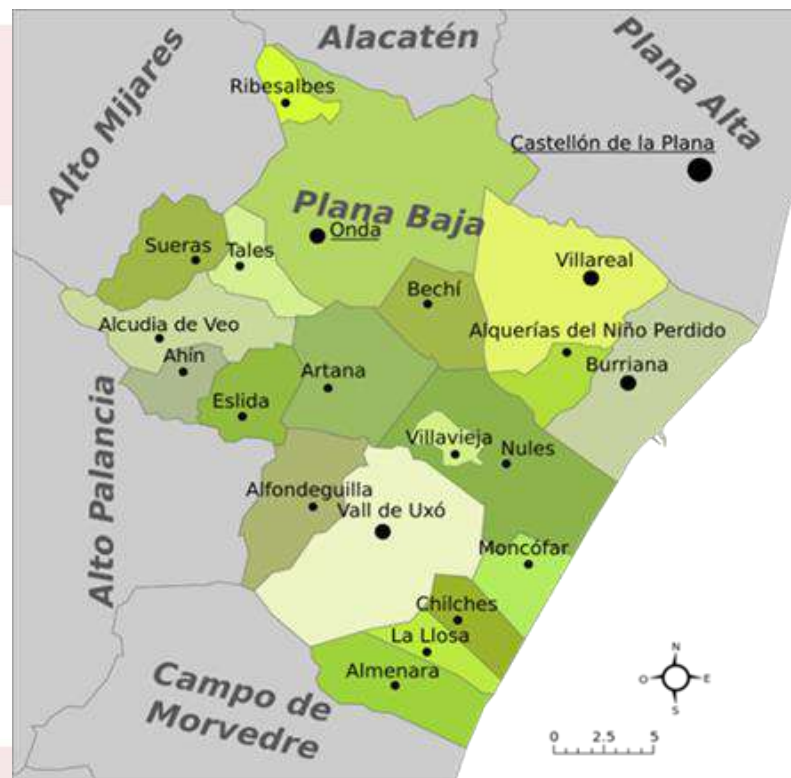 Alacatén
Plana Alta
Alto Mijares
Ribesalbes
Castellón de la Plana
Plana Baja
Onda
Sueras
Tales
Villareal
Bechí
Alcudia de Veo
Alquerías del Niño Perdido
Ahín
Artana
Burriana
Eslida
Villavieja
Nules
Alto Palancia
Alfondeguilla
Vall de Uxó
Moncófar
Chilches
La Llosa
Almenara
Campo de
Morvedre
N
O
E
S
0 2.5 5